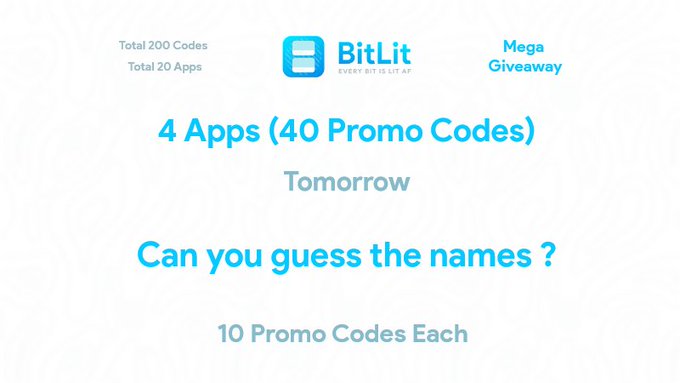 Total 200 Codes
Total 20 Apps
BitLit
EVERY BIT IS LIT AF
Mega
Giveaway
4 Apps (40 Promo Codes)
Tomorrow
Can you guess the names ?
10 Promo Codes Each